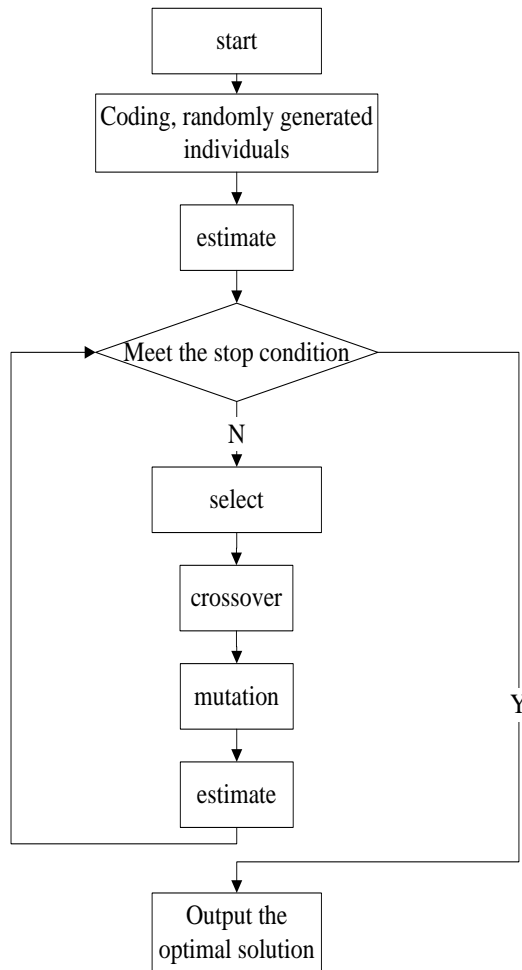 start
Coding, randomly generated
individuals
estimate
Meet the stop condition
N
select
crossover
mutation
Y
estimate
Output the
optimal solution